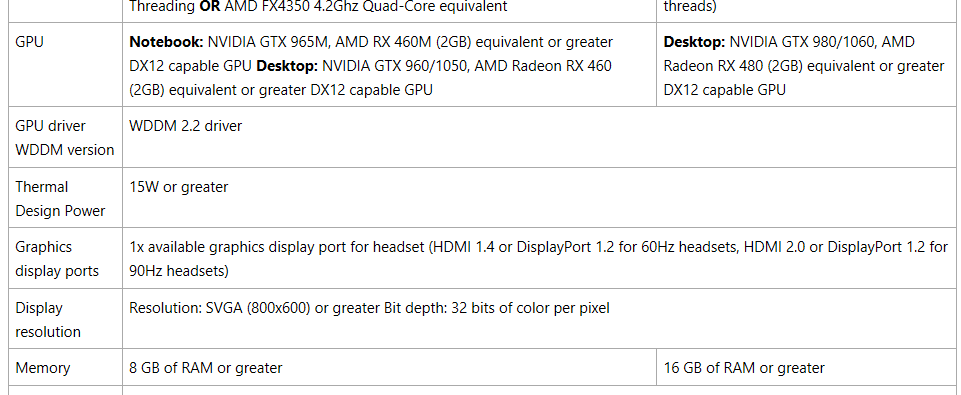 Threading OR AMD FX4350 4.2Ghz Quad-Core equivalent
threads)
GPU
Notebook: NVIDIA GTX 965M, AMD RX 460M (2GB) equivalent or greater
DX12 capable GPU Desktop: NVIDIA GTX 960/1050, AMD Radeon RX 460
(2GB) equivalent or greater DX12 capable GPU
Desktop: NVIDIA GTX 980/1060, AMD
Radeon RX 480 (2GB) equivalent or greater
DX12 capable GPU
GPU driver
WDDM version
WDDM 2.2 driver
Thermal
Design Power
15W or greater
Graphics
display ports
1x available graphics display port for headset (HDMI 1.4 or DisplayPort 1.2 for 60Hz headsets, HDMI 2.0 or DisplayPort 1.2 for
90Hz headsets)
Display
resolution
Resolution: SVGA (800x600) or greater Bit depth: 32 bits of color per pixel
Memory
8 GB of RAM or greater
16 GB of RAM or greater